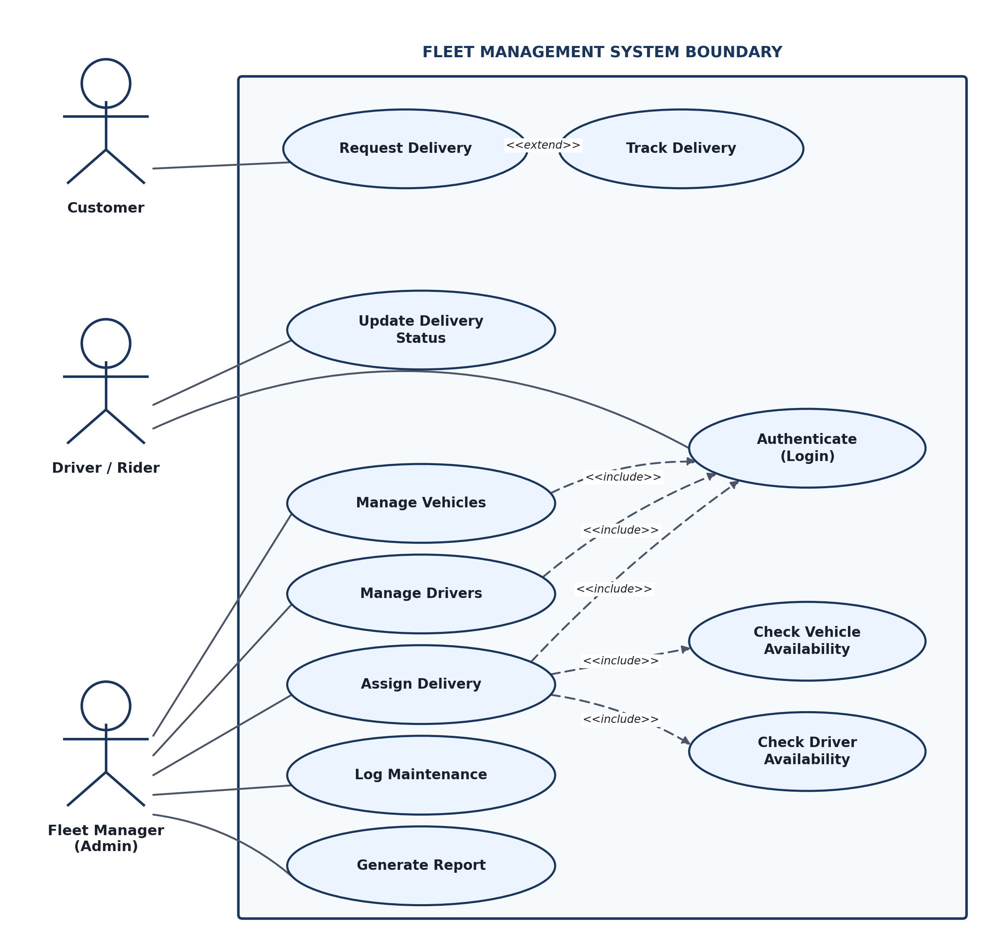 FLEET MANAGEMENT SYSTEM BOUNDARY
Request Delivery
<<extend>>
Track Delivery
Customer
Update Delivery
Status
Authenticate
(Login)
Driver / Rider
<<include>>
Manage Vehicles
<<include>>
<<include>>
Manage Drivers
Check Vehicle
Availability
<<include>>
Assign Delivery
<<include>>
Check Driver
Availability
Log Maintenance
Fleet Manager
(Admin)
Generate Report